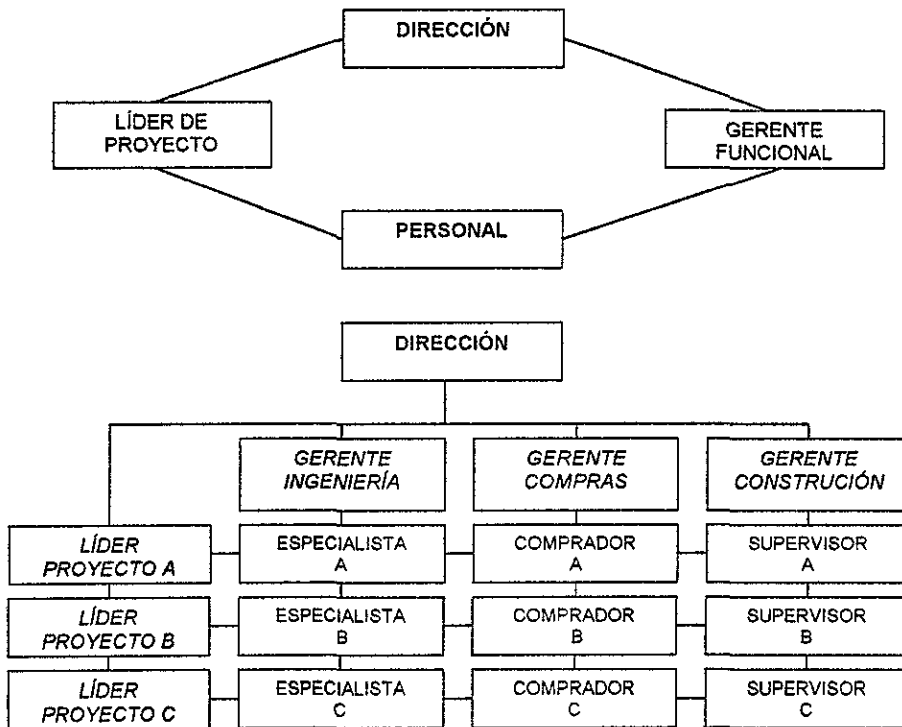 DIRECCIÓN
LÍDER DE
PROYECTO
GERENTE
FUNCIONAL
PERSONAL
DIRECCIÓN
GERENTE
INGENIERÍA
GERENTE
COMPRAS
GERENTE
CONSTRUCIÓN
LÍDER
PROYECTO A
ESPECIALISTA
A
COMPRADOR
A
SUPERVISOR
A
LÍDER
PROYECTO B
ESPECIALISTA
B
COMPRADOR
B
SUPERVISOR
B
LÍDER
PROYECTO C
ESPECIALISTA
C
COMPRADOR
C
SUPERVISOR
C